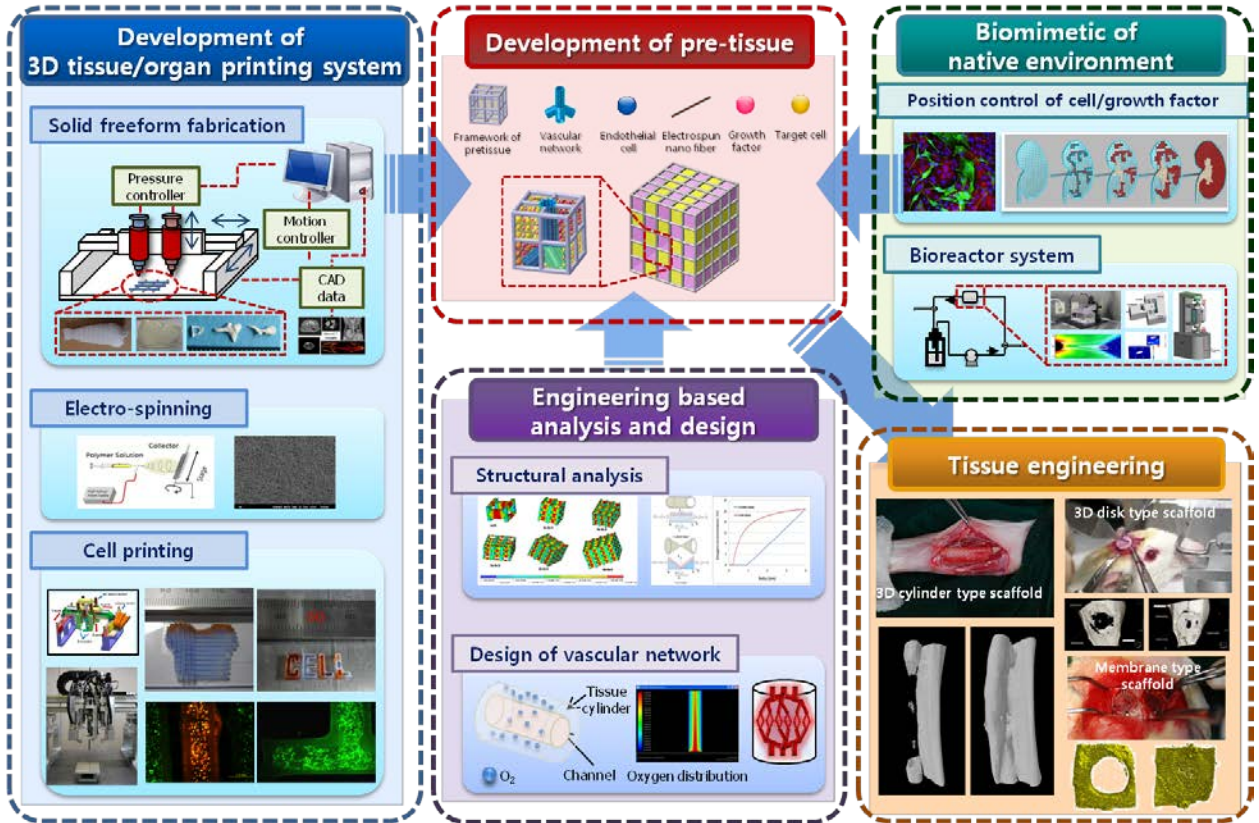 Development of
3D tissue/organ printing system
Solid freeform fabrication
Pressure
controller
Motion
controller
CAD
data
Electro-spinning
Collector
Polymer Solution
Stage
Cell printing
CELL
Development of pre-tissue
Framework of
pretissue
Vascular
network
Endothelial
cell
Electrospun
nano fiber
Growth
factor
Target cell
Engineering based
analysis and design
Structural analysis
Design of vascular network
Tissue
cylinder
Channel
O2
Oxygen distribution
Biomimetic of
native environment
Position control of cell/growth factor
Bioreactor system
Tissue engineering
3D cylinder type scaffold
3D disk type scaffold
Membrane type
scaffold